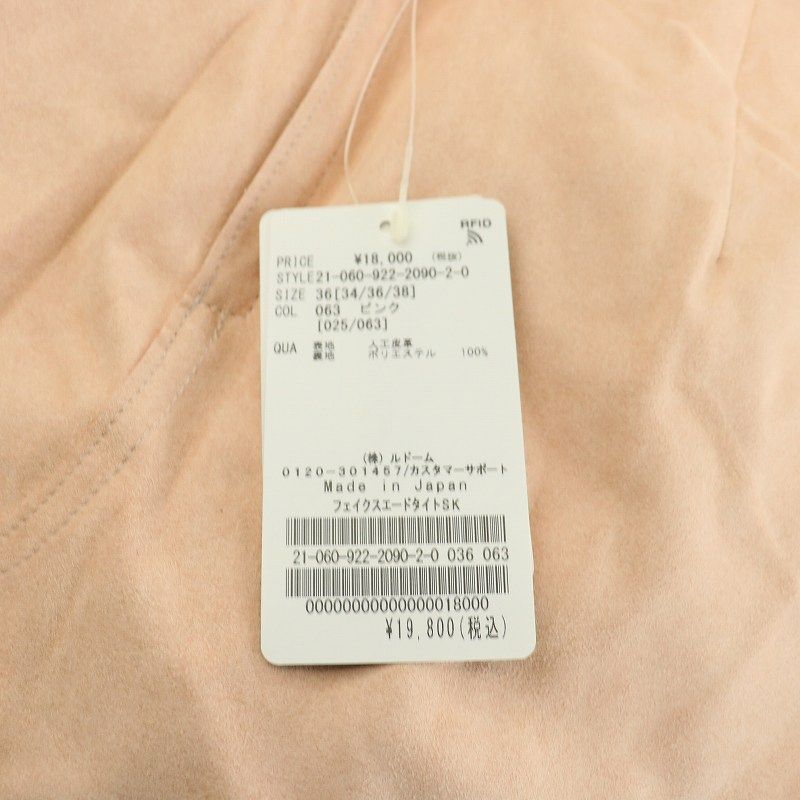 RFID
PRICE ¥18,000 (税抜)
STYLE21-060-922-2090-2-0
SIZE 36[34/36/38]
COL 063 ピンク
[025/063]
QUA 表地 人工皮革
裏地 ポリエステル 100%
(株)ルドーム
0120-301457/カスタマーサポート
Made in Japan
フェイクスエードタイトSK
21-060-922-2090-2-0 036 063
00000000000000018000
¥19,800(税込)